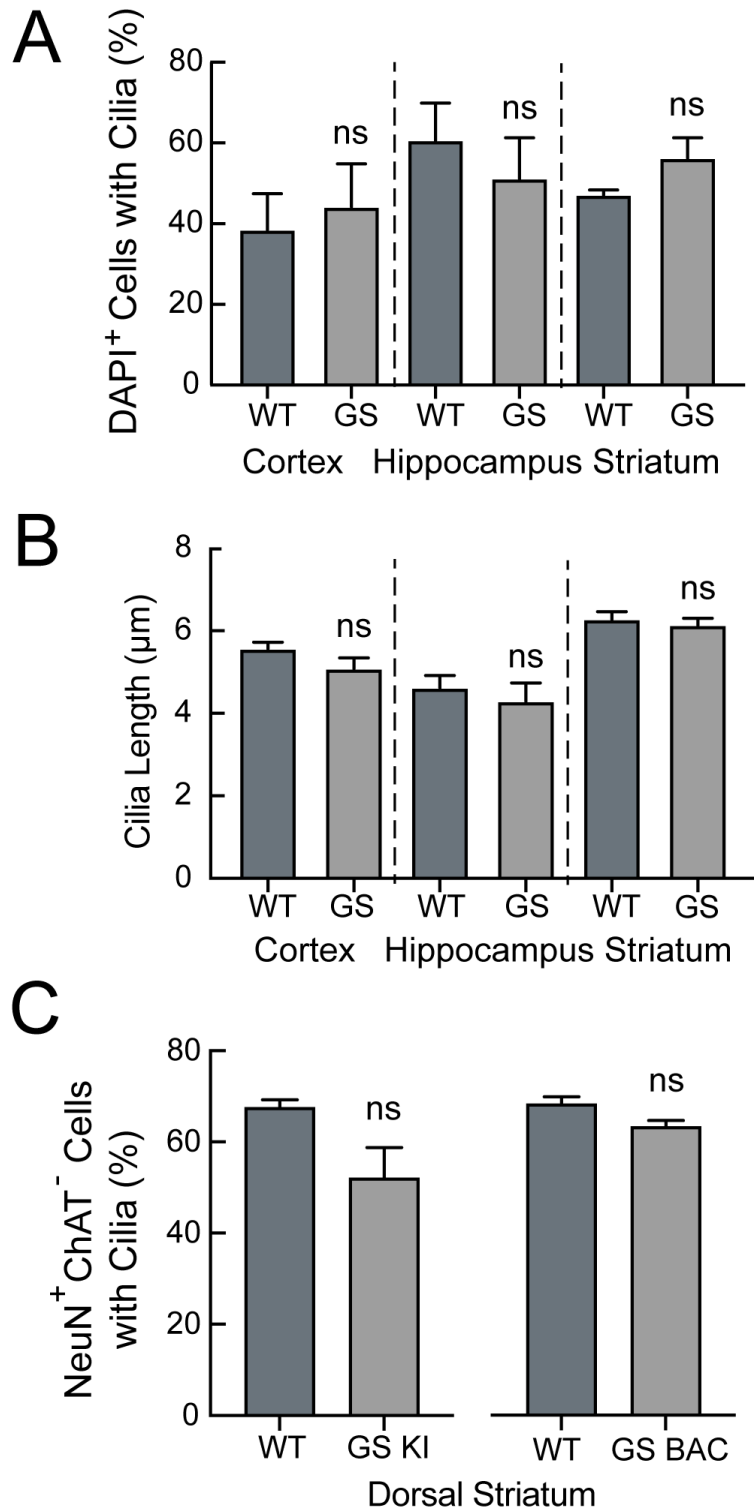 A
DAPI⁺ Cells with Cilia (%)
80
60
40
20
0
ns
ns
ns
WT GS WT GS WT GS
Cortex Hippocampus Striatum
B
Cilia Length (µm)
8
6
4
2
0
ns
ns
ns
WT GS WT GS WT GS
Cortex Hippocampus Striatum
C
NeuN⁺ChAT⁻ Cells
with Cilia (%)
80
60
40
20
0
ns
ns
WT GS KI WT GS BAC
Dorsal Striatum